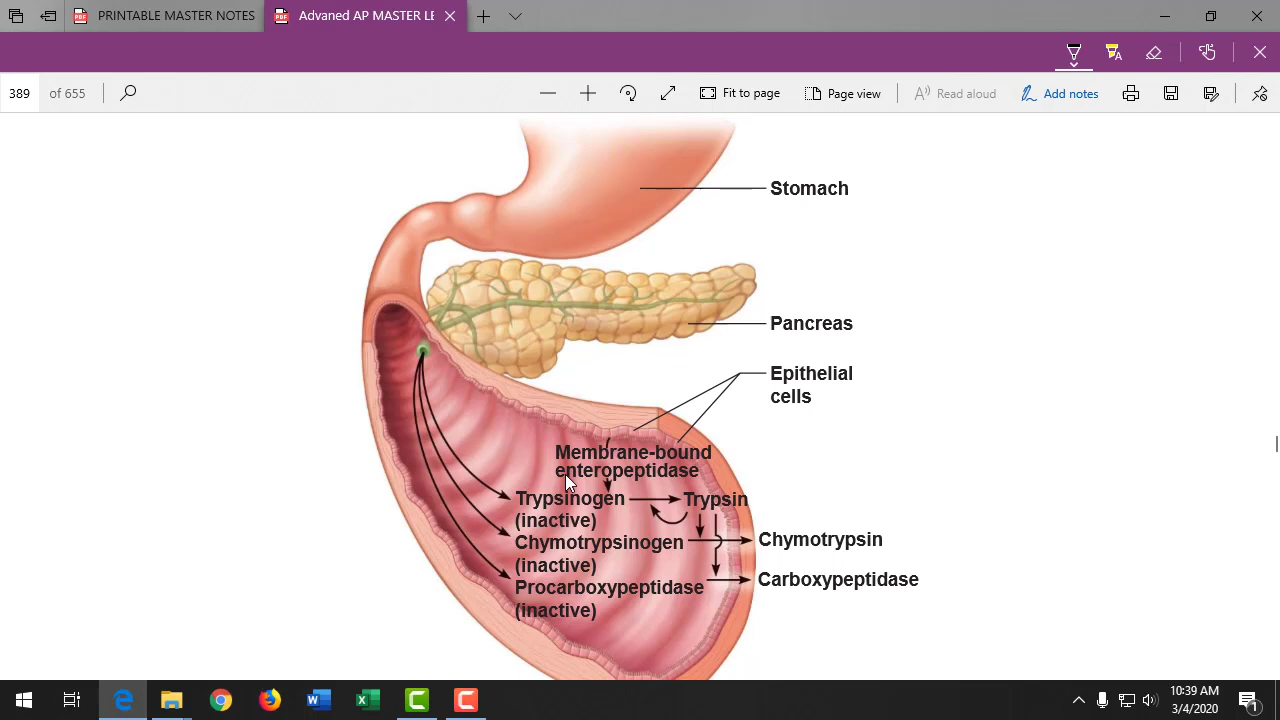 PRINTABLE MASTER NOTES
Advaned AP MASTER LE
389 of 655
Fit to page
Page view
Read aloud
Add notes
Stomach
Pancreas
Epithelial
cells
Membrane-bound
enteropeptidase
Trypsinogen
(inactive)
Trypsin
Chymotrypsinogen
(inactive)
Chymotrypsin
Procarboxypeptidase
(inactive)
Carboxypeptidase
10:39 AM
3/4/2020